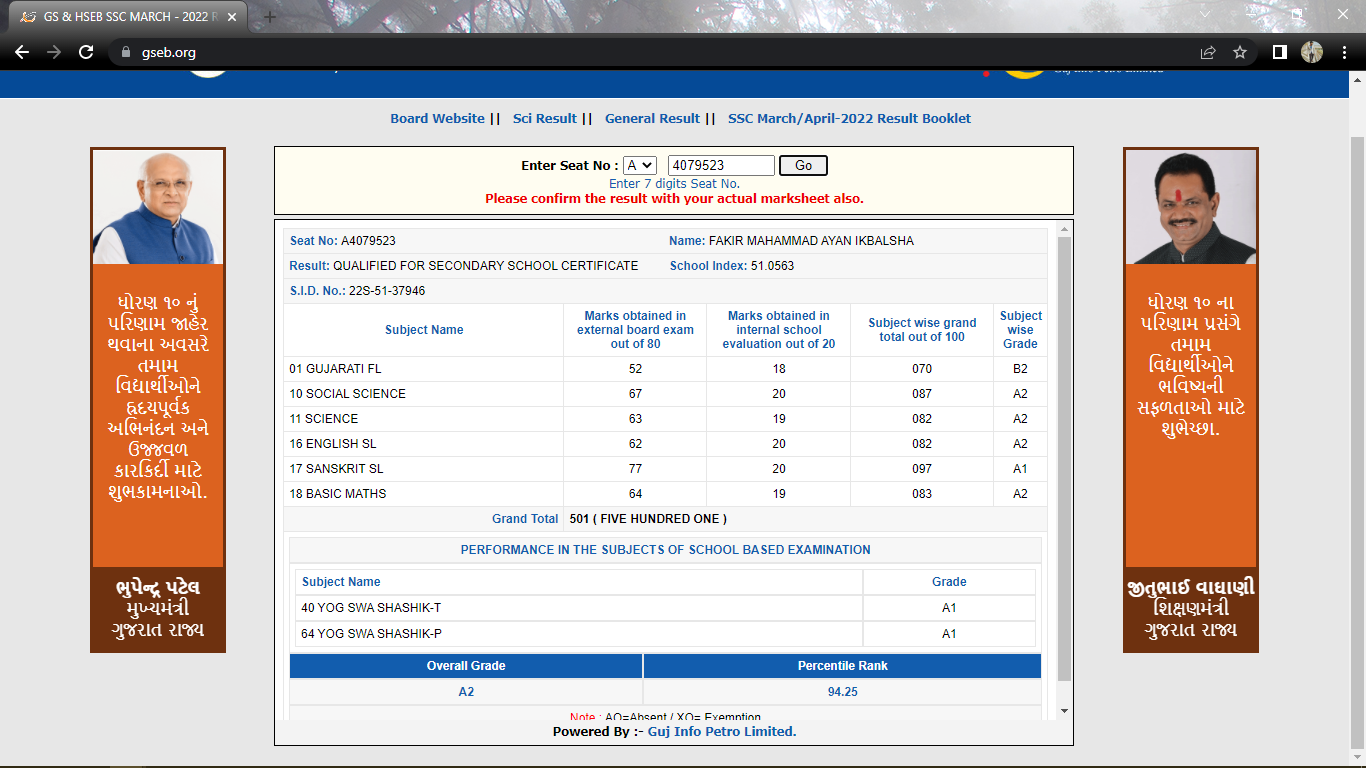 GS & HSEB SSC MARCH - 2022 R
gseb.org
Board Website || Sci Result || General Result || SSC March/April-2022 Result Booklet
Enter Seat No : A 4079523 Go
Enter 7 digits Seat No.
Please confirm the result with your actual marksheet also.
Seat No: A4079523 Name: FAKIR MAHAMMAD AYAN IKBALSHA
Result: QUALIFIED FOR SECONDARY SCHOOL CERTIFICATE School Index: 51.0563
S.I.D. No.: 22S-51-37946
Subject Name
Marks obtained in
external board exam
out of 80
Marks obtained in
internal school
evaluation out of 20
Subject wise grand
total out of 100
Subject
wise
Grade
01 GUJARATI FL 52 18 070 B2
10 SOCIAL SCIENCE 67 20 087 A2
11 SCIENCE 63 19 082 A2
16 ENGLISH SL 62 20 082 A2
17 SANSKRIT SL 77 20 097 A1
18 BASIC MATHS 64 19 083 A2
Grand Total 501 ( FIVE HUNDRED ONE )
PERFORMANCE IN THE SUBJECTS OF SCHOOL BASED EXAMINATION
Subject Name Grade
40 YOG SWA SHASHIK-T A1
64 YOG SWA SHASHIK-P A1
Overall Grade Percentile Rank
A2 94.25
Note : AO=Absent / XO= Exemption
Powered By :- Guj Info Petro Limited.
ધોરણ ૧૦ નું
પરિણામ જાહેર
થવાના અવસરે
તમામ
વિદ્યાર્થીઓને
હૃદયપૂર્વક
અભિનંદન અને
ઉજ્જવળ
કારકિર્દી માટે
શુભકામનાઓ.
ભુપેન્દ્ર પટેલ
મુખ્યમંત્રી
ગુજરાત રાજ્ય
ધોરણ ૧૦ ના
પરિણામ પ્રસંગે
તમામ
વિદ્યાર્થીઓને
ભવિષ્યની
સફળતાઓ માટે
શુભેચ્છા.
જીતુભાઈ વાઘાણી
શિક્ષણમંત્રી
ગુજરાત રાજ્ય